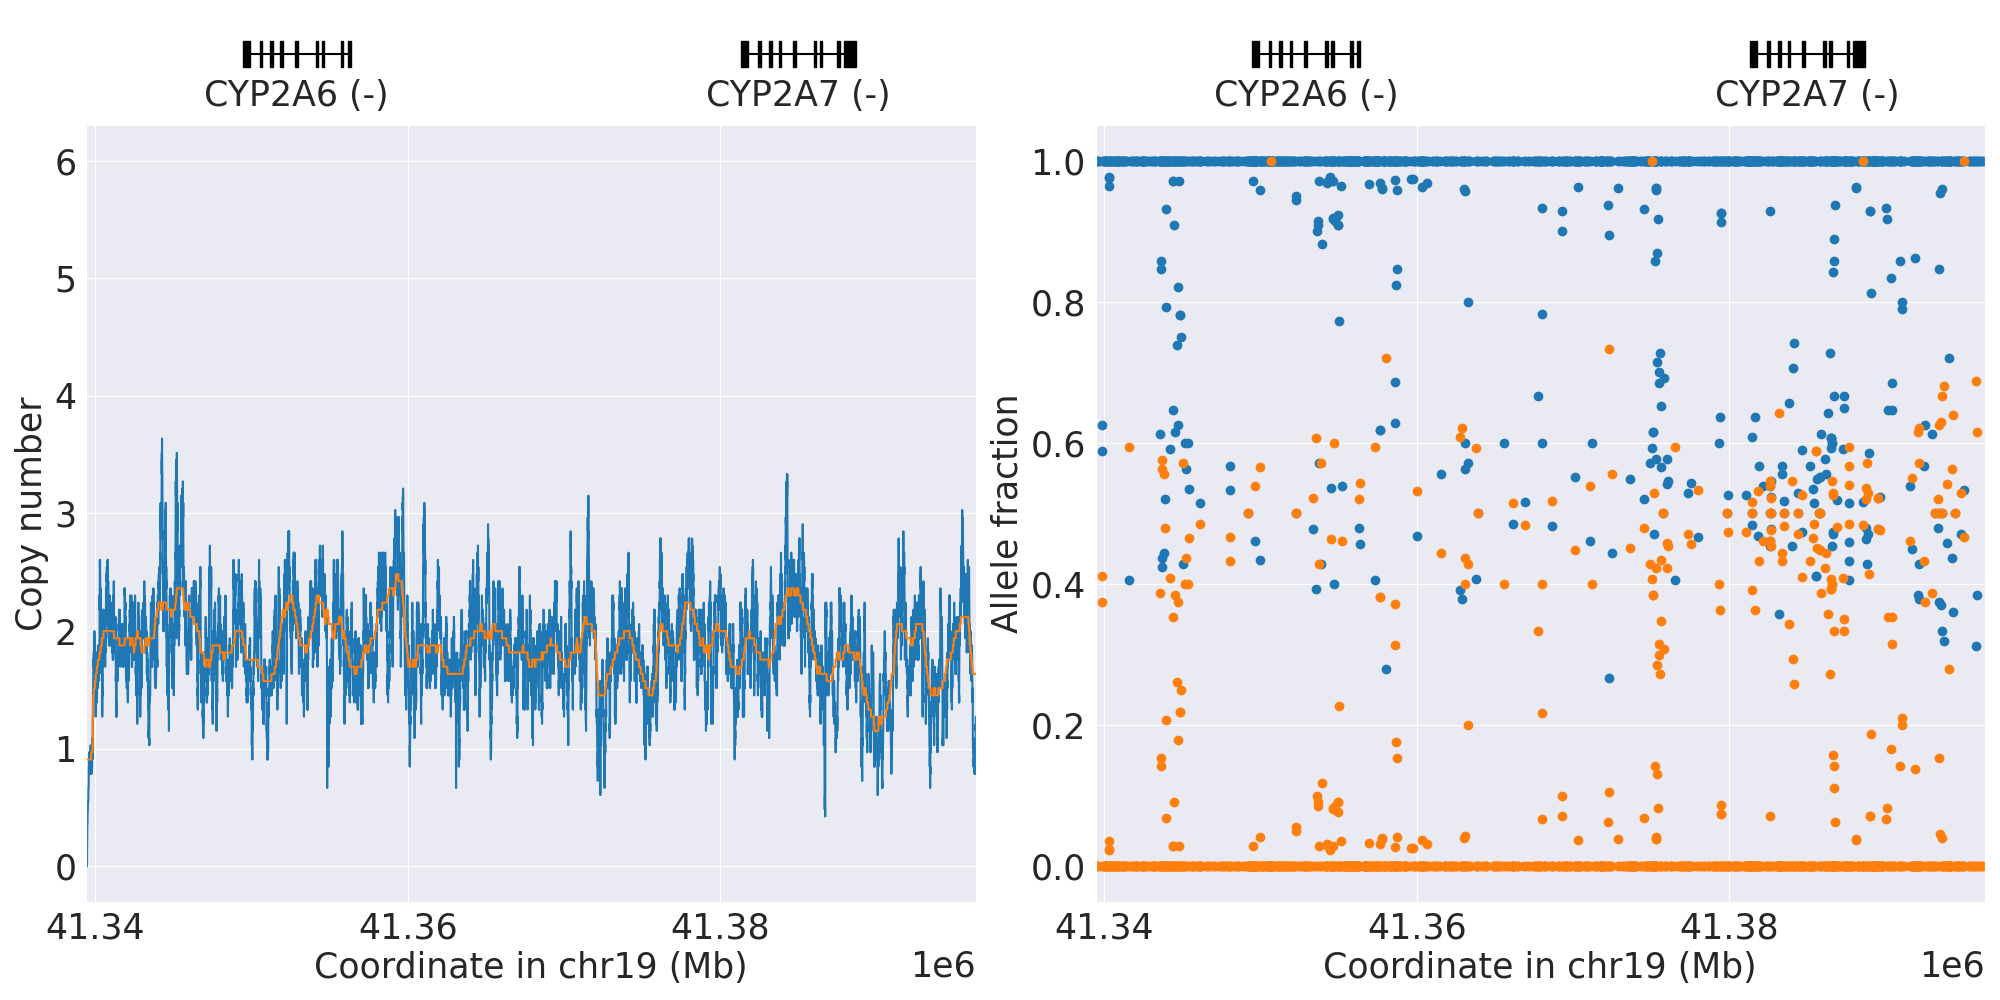 CYP2A6 (-)
CYP2A7 (-)
6
5
4
3
2
1
0
Copy number
41.34
41.36
41.38
1e6
Coordinate in chr19 (Mb)
CYP2A6 (-)
CYP2A7 (-)
1.0
0.8
0.6
0.4
0.2
0.0
Allele fraction
41.34
41.36
41.38
1e6
Coordinate in chr19 (Mb)